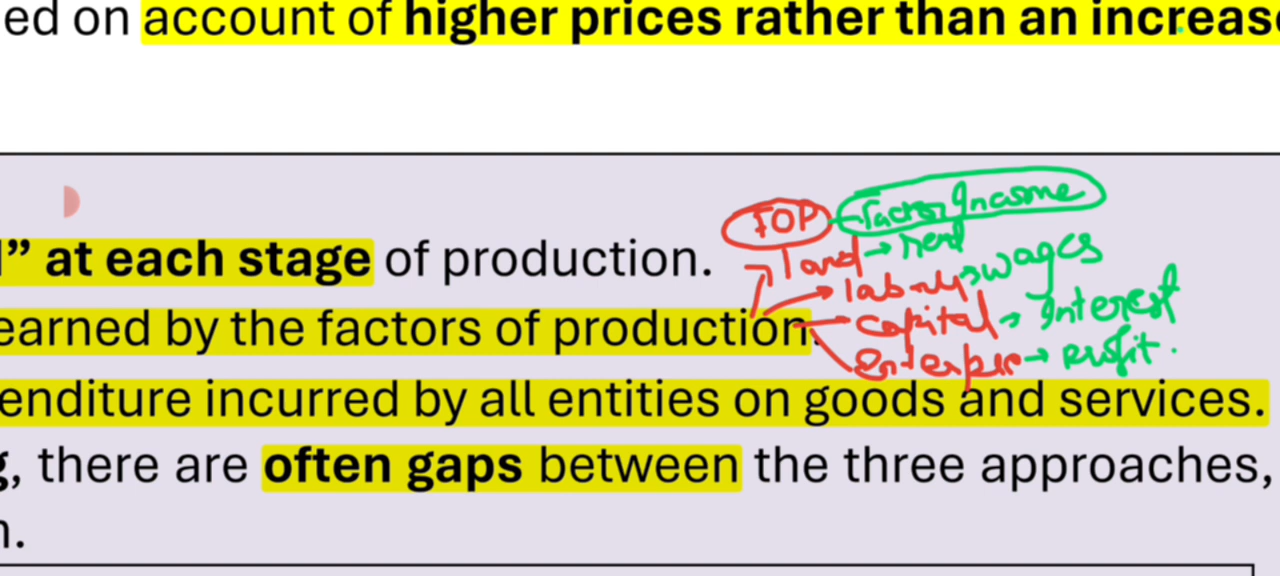 ed on account of higher prices rather than an increase
FOP Factor Income
” at each stage of production.
land → rent
labour → wages
earned by the factors of production.
capital → Interest
Enterpre → profit.
enditure incurred by all entities on goods and services.
, there are often gaps between the three approaches,
n.